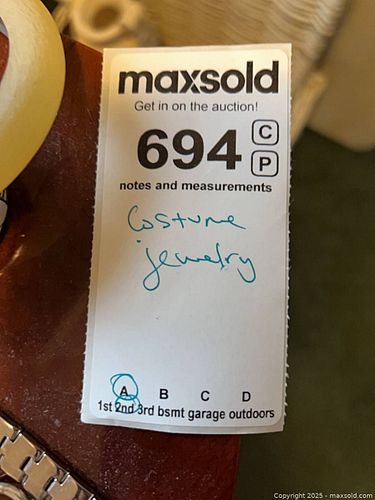 maxsold
Get in on the auction!
694 C
P
notes and measurements
Costume
jewelry
A B C D
1st 2nd 3rd bsmt garage outdoors
Copyright 2025 - maxsold.com